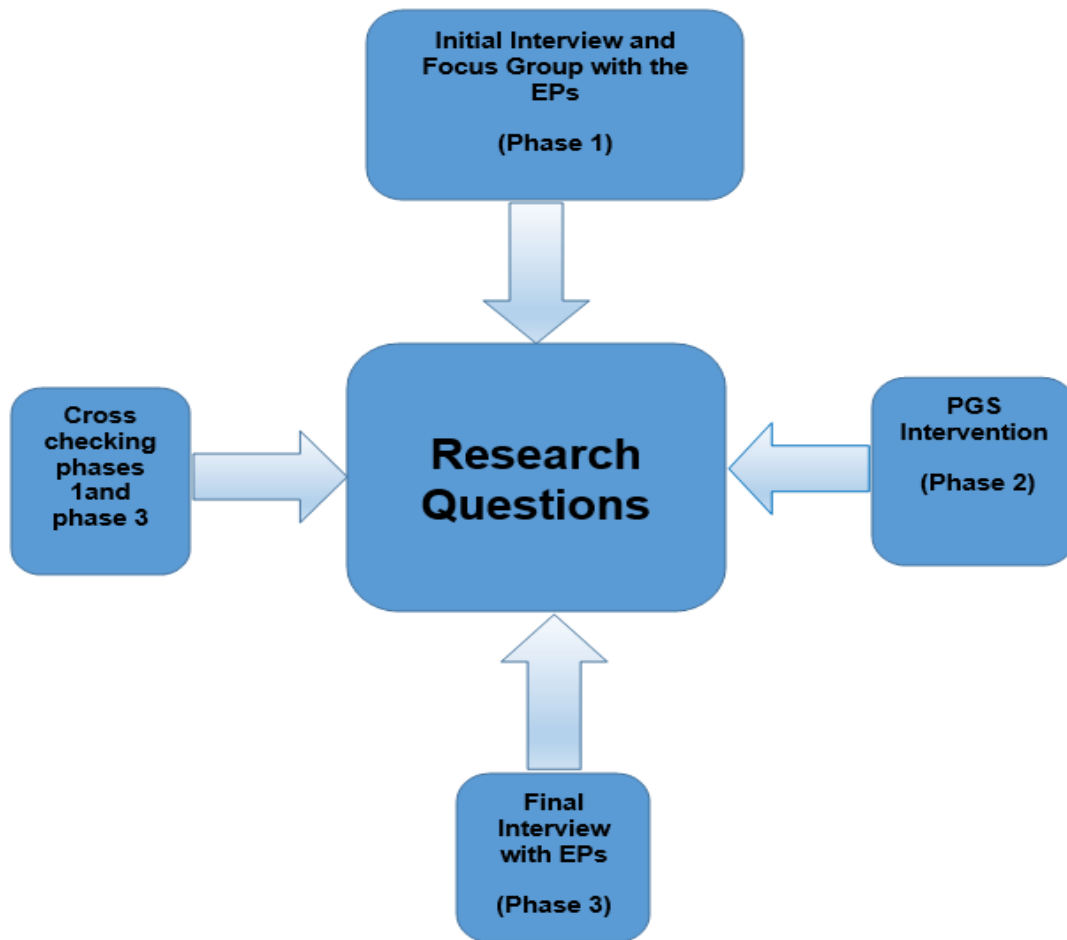 Initial Interview and
Focus Group with the
EPs
(Phase 1)
Cross
checking
phases
1and
phase 3
Research
Questions
PGS
Intervention
(Phase 2)
Final
Interview
with EPs
(Phase 3)